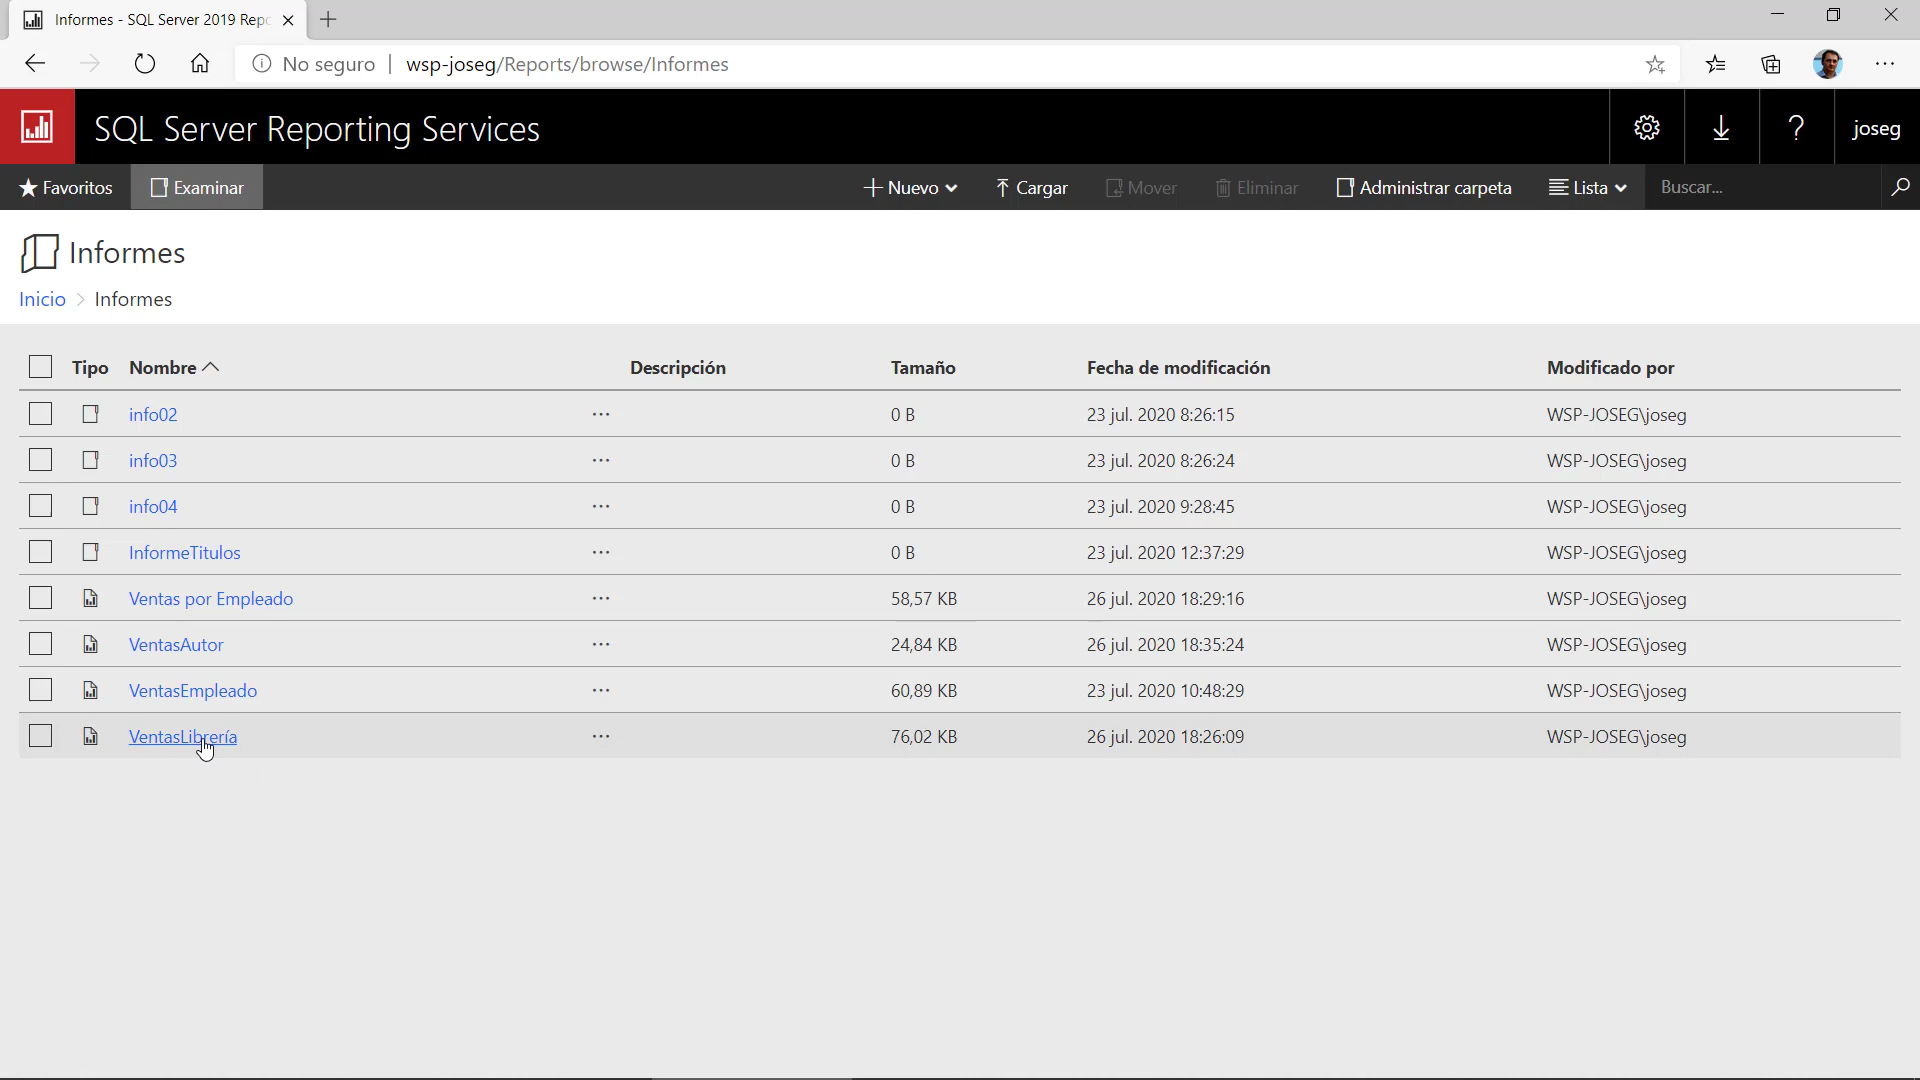 Informes - SQL Server 2019 Repo
No seguro | wsp-joseg/Reports/browse/Informes
SQL Server Reporting Services
? joseg
Favoritos Examinar Nuevo Cargar Mover Eliminar Administrar carpeta Lista Buscar...
Informes
Inicio > Informes
Tipo Nombre Descripción Tamaño Fecha de modificación Modificado por
info02 ... 0 B 23 jul. 2020 8:26:15 WSP-JOSEG\joseg
info03 ... 0 B 23 jul. 2020 8:26:24 WSP-JOSEG\joseg
info04 ... 0 B 23 jul. 2020 9:28:45 WSP-JOSEG\joseg
InformeTitulos ... 0 B 23 jul. 2020 12:37:29 WSP-JOSEG\joseg
Ventas por Empleado ... 58,57 KB 26 jul. 2020 18:29:16 WSP-JOSEG\joseg
VentasAutor ... 24,84 KB 26 jul. 2020 18:35:24 WSP-JOSEG\joseg
VentasEmpleado ... 60,89 KB 23 jul. 2020 10:48:29 WSP-JOSEG\joseg
VentasLibrería ... 76,02 KB 26 jul. 2020 18:26:09 WSP-JOSEG\joseg